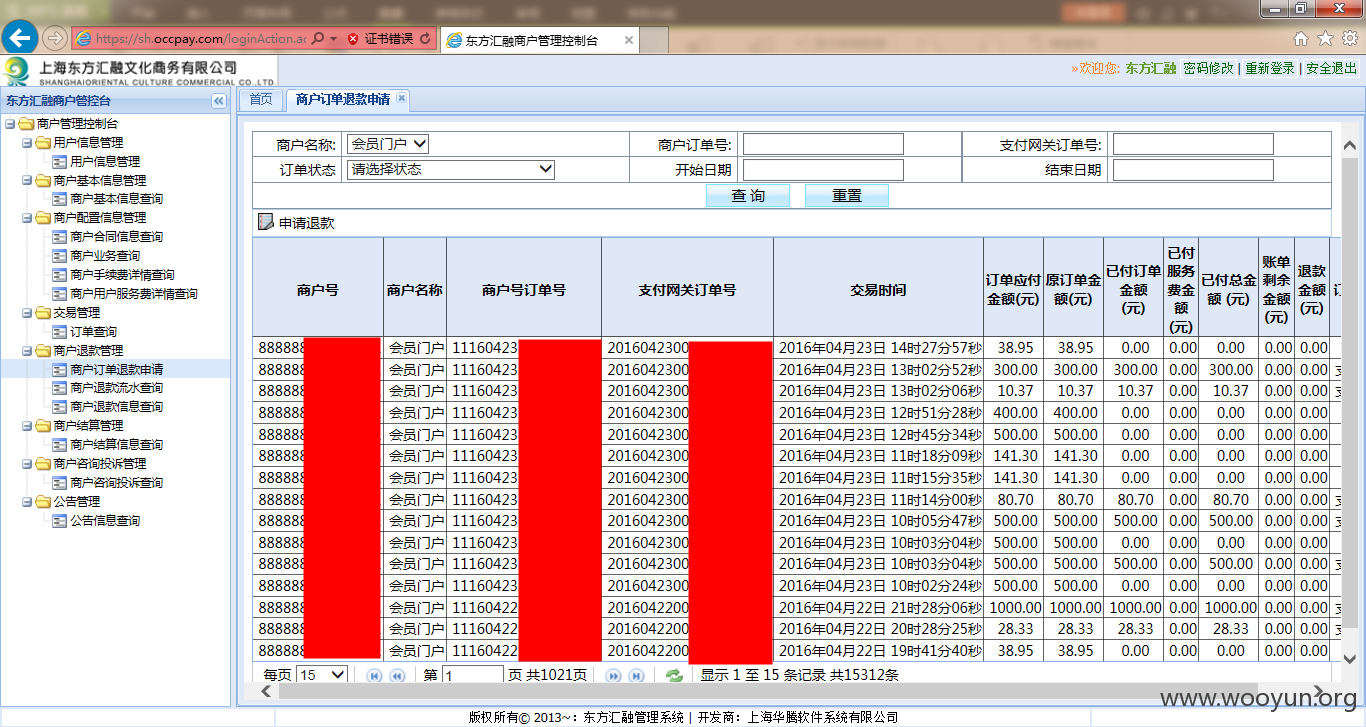 https://sh.occpay.com/loginAction.ac
证书错误
东方汇融商户管理控制台
上海东方汇融文化商务有限公司
SHANGHAIORIENTAL CULTURE COMMERCIAL CO.,LTD.
»欢迎您: 东方汇融 密码修改 | 重新登录 | 安全退出
东方汇融商户管控台
首页 商户订单退款申请
商户管理控制台
用户信息管理
用户信息管理
商户基本信息管理
商户基本信息查询
商户配置信息管理
商户合同信息查询
商户业务查询
商户手续费详情查询
商户用户服务费详情查询
交易管理
订单查询
商户退款管理
商户订单退款申请
商户退款流水查询
商户退款信息查询
商户结算管理
商户结算信息查询
商户咨询投诉管理
商户咨询投诉查询
公告管理
公告信息查询
商户名称: 会员门户 商户订单号: 支付网关订单号:
订单状态 请选择状态 开始日期 结束日期
查 询 重置
申请退款
商户号 商户名称 商户号订单号 支付网关订单号 交易时间 订单应付金额(元) 原订单金额(元) 已付订单金额(元) 已付服务费金额(元) 已付总金额 (元) 账单剩余金额(元) 退款金额(元)
888888 会员门户 11160423 2016042300 2016年04月23日 14时27分57秒 38.95 38.95 0.00 0.00 0.00 0.00 0.00
888888 会员门户 11160423 2016042300 2016年04月23日 13时02分52秒 300.00 300.00 300.00 0.00 300.00 0.00 0.00
888888 会员门户 11160423 2016042300 2016年04月23日 13时02分06秒 10.37 10.37 10.37 0.00 10.37 0.00 0.00
888888 会员门户 11160423 2016042300 2016年04月23日 12时51分28秒 400.00 400.00 0.00 0.00 0.00 0.00 0.00
888888 会员门户 11160423 2016042300 2016年04月23日 12时45分34秒 500.00 500.00 0.00 0.00 0.00 0.00 0.00
888888 会员门户 11160423 2016042300 2016年04月23日 11时18分09秒 141.30 141.30 0.00 0.00 0.00 0.00 0.00
888888 会员门户 11160423 2016042300 2016年04月23日 11时15分35秒 141.30 141.30 0.00 0.00 0.00 0.00 0.00
888888 会员门户 11160423 2016042300 2016年04月23日 11时14分00秒 80.70 80.70 80.70 0.00 80.70 0.00 0.00
888888 会员门户 11160423 2016042300 2016年04月23日 10时05分47秒 500.00 500.00 500.00 0.00 500.00 0.00 0.00
888888 会员门户 11160423 2016042300 2016年04月23日 10时03分04秒 500.00 500.00 0.00 0.00 0.00 0.00 0.00
888888 会员门户 11160423 2016042300 2016年04月23日 10时03分04秒 500.00 500.00 500.00 0.00 500.00 0.00 0.00
888888 会员门户 11160423 2016042300 2016年04月23日 10时02分24秒 500.00 500.00 0.00 0.00 0.00 0.00 0.00
888888 会员门户 11160422 2016042200 2016年04月22日 21时28分06秒 1000.00 1000.00 1000.00 0.00 1000.00 0.00 0.00
888888 会员门户 11160422 2016042200 2016年04月22日 20时28分25秒 28.33 28.33 28.33 0.00 28.33 0.00 0.00
888888 会员门户 11160422 2016042200 2016年04月22日 19时41分40秒 38.95 38.95 0.00 0.00 0.00 0.00 0.00
每页 15 第 1 页 共1021页 显示 1 至 15 条记录 共15312条
www.wooyun.org
版权所有© 2013~：东方汇融管理系统 | 开发商：上海华腾软件系统有限公司